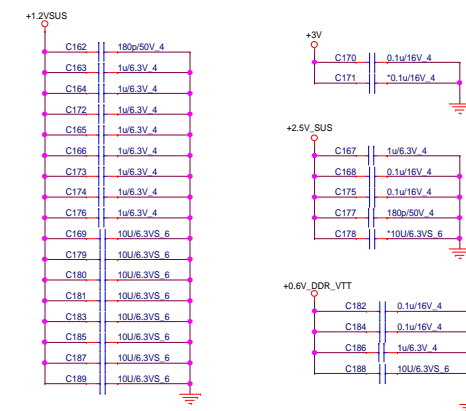 +1.2VSUS
C162 180p/50V_4
C163 1u/6.3V_4
C164 1u/6.3V_4
C172 1u/6.3V_4
C165 1u/6.3V_4
C166 1u/6.3V_4
C173 1u/6.3V_4
C174 1u/6.3V_4
C176 1u/6.3V_4
C169 10U/6.3VS_6
C179 10U/6.3VS_6
C180 10U/6.3VS_6
C181 10U/6.3VS_6
C183 10U/6.3VS_6
C185 10U/6.3VS_6
C187 10U/6.3VS_6
C189 10U/6.3VS_6
+3V
C170 0.1u/16V_4
C171 *0.1u/16V_4
+2.5V_SUS
C167 1u/6.3V_4
C168 0.1u/16V_4
C175 0.1u/16V_4
C177 180p/50V_4
C178 *10U/6.3VS_6
+0.6V_DDR_VTT
C182 0.1u/16V_4
C184 0.1u/16V_4
C186 1u/6.3V_4
C188 10U/6.3VS_6